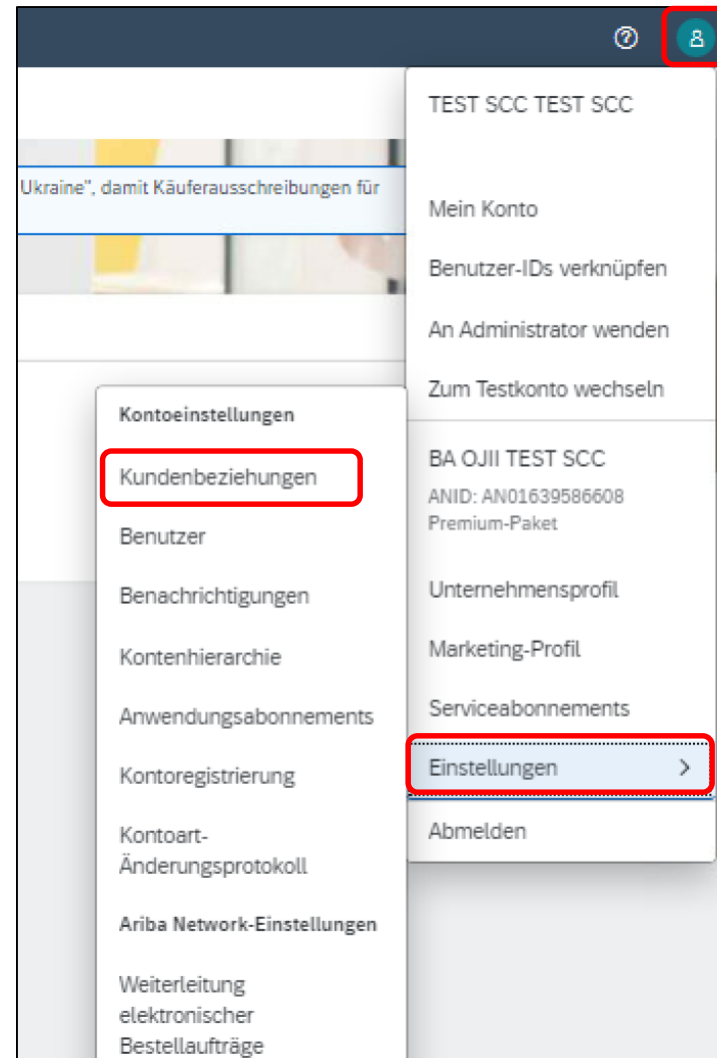 TEST SCC TEST SCC
Ukraine", damit Käuferausschreibungen für
Mein Konto
Benutzer-IDs verknüpfen
An Administrator wenden
Zum Testkonto wechseln
BA OJII TEST SCC
ANID: AN01639586608
Premium-Paket
Unternehmensprofil
Marketing-Profil
Serviceabonnements
Einstellungen
Abmelden
Kontoeinstellungen
Kundenbeziehungen
Benutzer
Benachrichtigungen
Kontenhierarchie
Anwendungsabonnements
Kontoregistrierung
Kontoart-
Änderungsprotokoll
Ariba Network-Einstellungen
Weiterleitung
elektronischer
Bestellaufträge